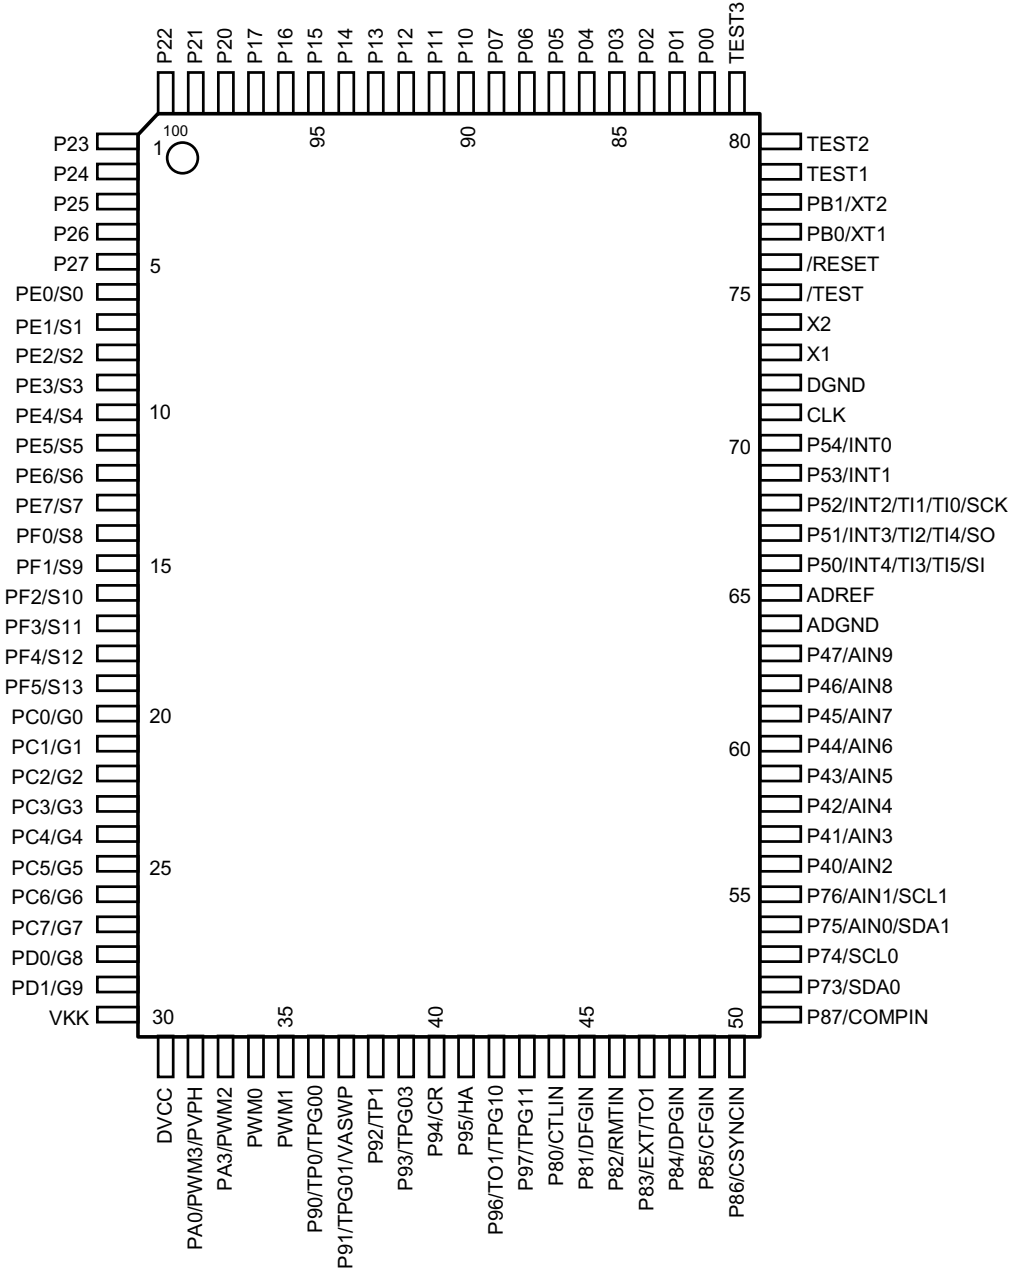 P22
P21
P20
P17
P16
P15
P14
P13
P12
P11
P10
P07
P06
P05
P04
P03
P02
P01
P00
TEST3
100
95
90
85
80
1
P23
P24
P25
P26
P27
5
PE0/S0
PE1/S1
PE2/S2
PE3/S3
PE4/S4
10
PE5/S5
PE6/S6
PE7/S7
PF0/S8
PF1/S9
15
PF2/S10
PF3/S11
PF4/S12
PF5/S13
PC0/G0
20
PC1/G1
PC2/G2
PC3/G3
PC4/G4
PC5/G5
25
PC6/G6
PC7/G7
PD0/G8
PD1/G9
VKK
30
TEST2
TEST1
PB1/XT2
PB0/XT1
/RESET
75
/TEST
X2
X1
DGND
CLK
70
P54/INT0
P53/INT1
P52/INT2/TI1/TI0/SCK
P51/INT3/TI2/TI4/SO
P50/INT4/TI3/TI5/SI
65
ADREF
ADGND
P47/AIN9
P46/AIN8
P45/AIN7
60
P44/AIN6
P43/AIN5
P42/AIN4
P41/AIN3
P40/AIN2
55
P76/AIN1/SCL1
P75/AIN0/SDA1
P74/SCL0
P73/SDA0
P87/COMPIN
35
40
45
50
DVCC
PA0/PWM3/PVPH
PA3/PWM2
PWM0
PWM1
P90/TP0/TPG00
P91/TPG01/VASWP
P92/TP1
P93/TPG03
P94/CR
P95/HA
P96/TO1/TPG10
P97/TPG11
P80/CTLIN
P81/DFGIN
P82/RMTIN
P83/EXT/TO1
P84/DPGIN
P85/CFGIN
P86/CSYNCIN